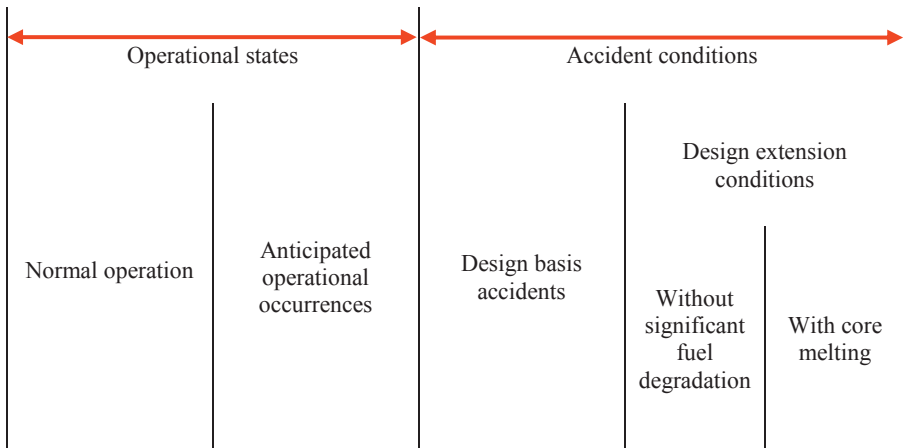 Operational states
Accident conditions
Normal operation
Anticipated
operational
occurrences
Design basis
accidents
Design extension
conditions
Without
significant
fuel
degradation
With core
melting